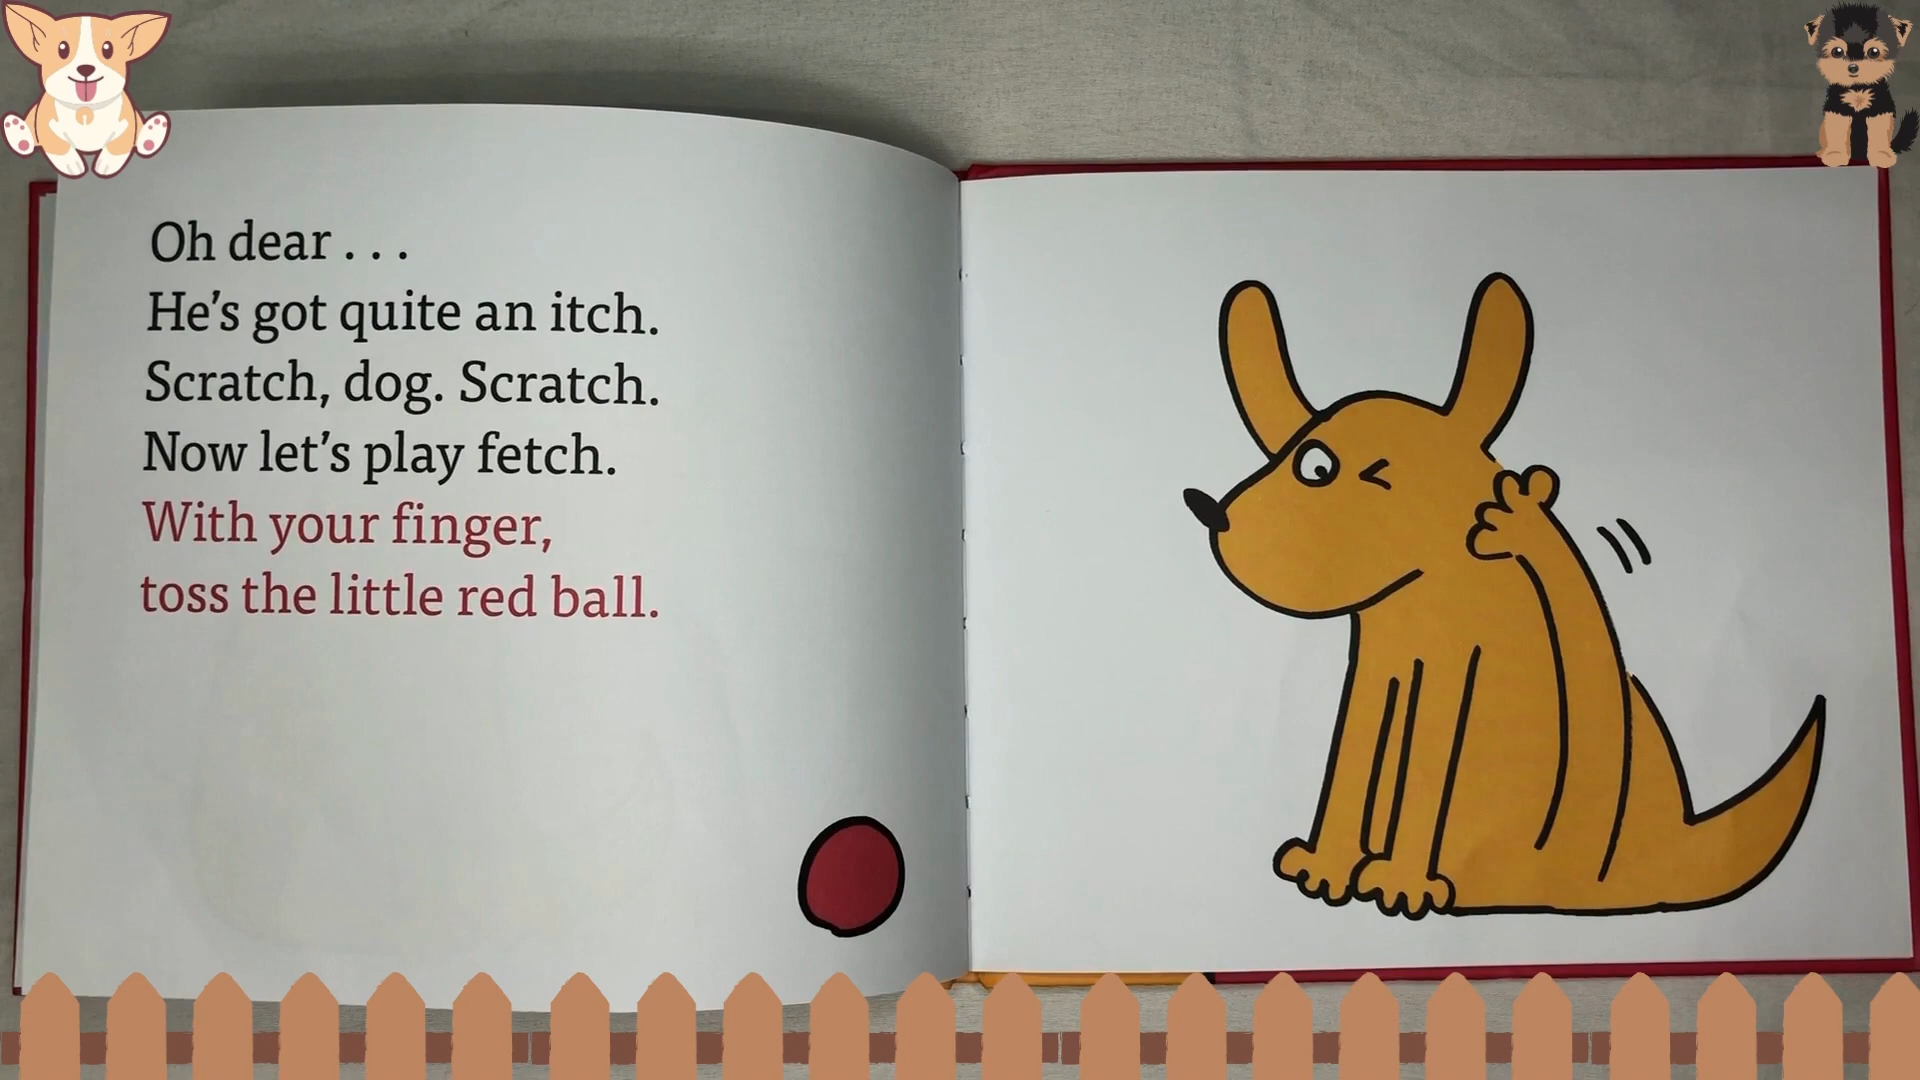 Oh dear . . .
He's got quite an itch.
Scratch, dog. Scratch.
Now let's play fetch.
With your finger,
toss the little red ball.